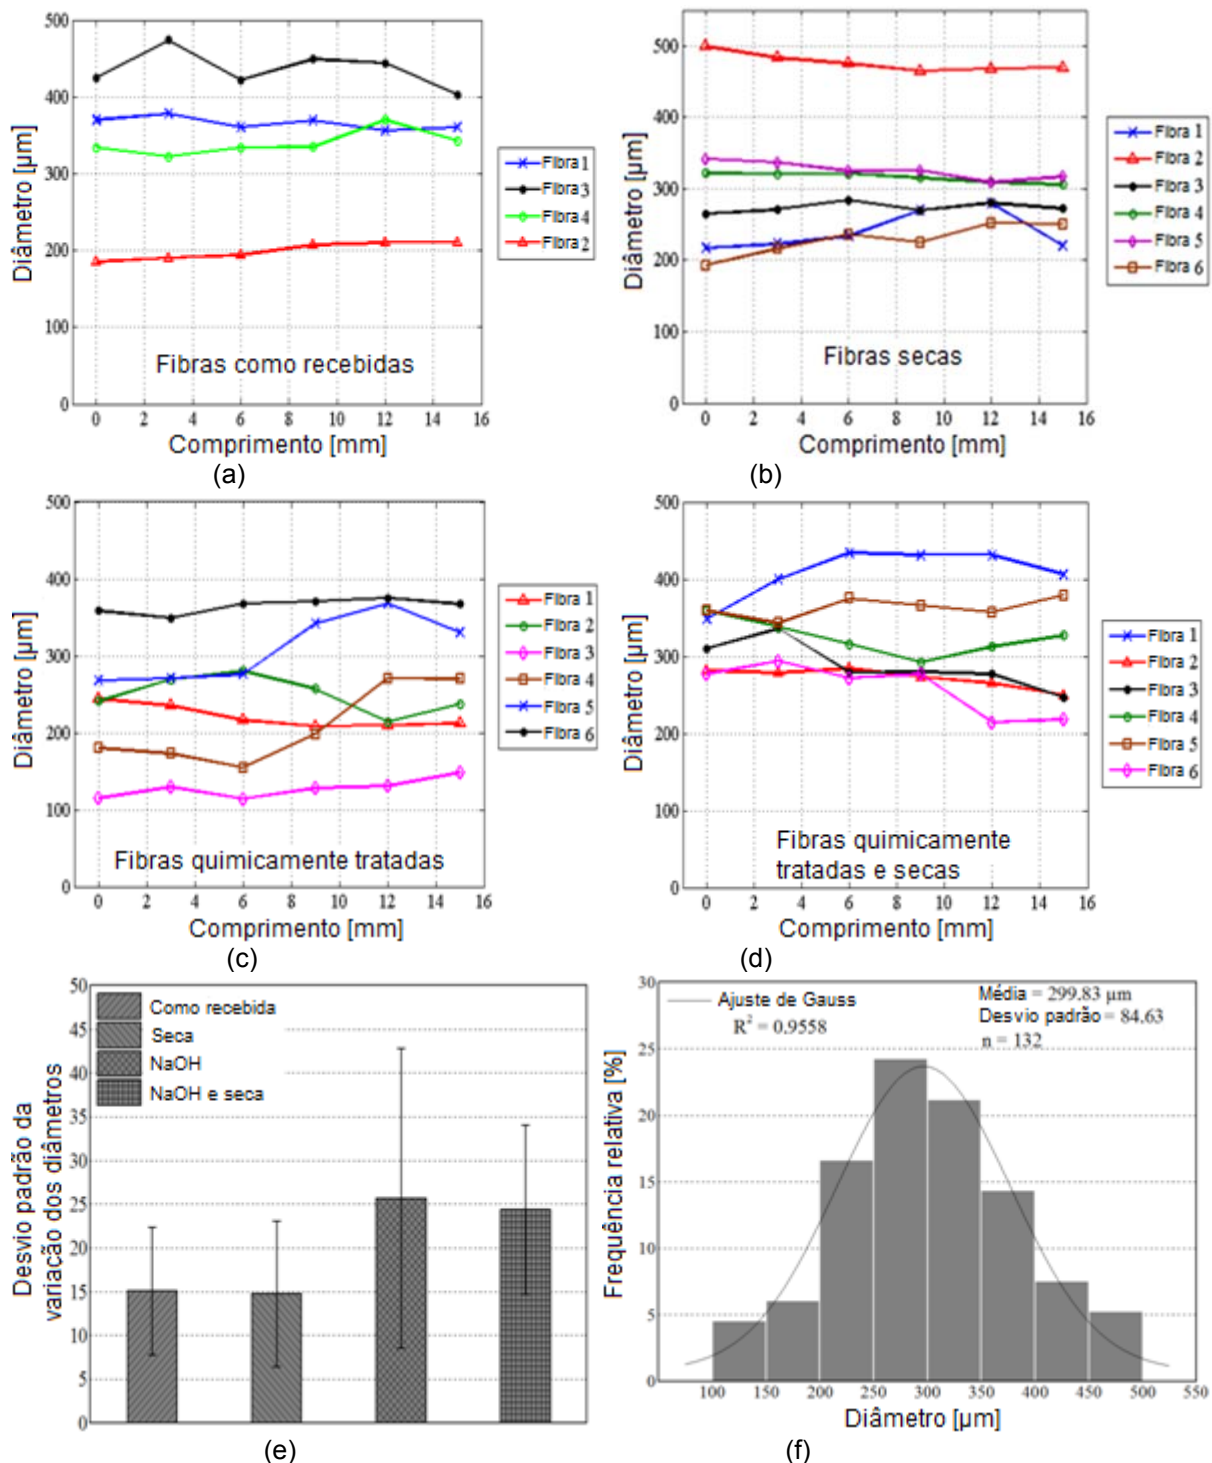 500
400
300
200
100
0
Diâmetro [µm]
0 2 4 6 8 10 12 14 16
Comprimento [mm]
Fibras como recebidas
Fibra 1
Fibra 3
Fibra 4
Fibra 2
(a)
500
400
300
200
100
0
Diâmetro [µm]
0 2 4 6 8 10 12 14 16
Comprimento [mm]
Fibras secas
Fibra 1
Fibra 2
Fibra 3
Fibra 4
Fibra 5
Fibra 6
(b)
500
400
300
200
100
0
Diâmetro [µm]
0 2 4 6 8 10 12 14 16
Comprimento [mm]
Fibras quimicamente tratadas
Fibra 1
Fibra 2
Fibra 3
Fibra 4
Fibra 5
Fibra 6
(c)
500
400
300
200
100
0
Diâmetro [µm]
0 2 4 6 8 10 12 14 16
Comprimento [mm]
Fibras quimicamente
tratadas e secas
Fibra 1
Fibra 2
Fibra 3
Fibra 4
Fibra 5
Fibra 6
(d)
50
45
40
35
30
25
20
15
10
5
0
Desvio padrão da
variação dos diâmetros
Como recebida
Seca
NaOH
NaOH e seca
(e)
30
25
20
15
10
5
0
Frequência relativa [%]
Ajuste de Gauss
R² = 0.9558
Média = 299.83 µm
Desvio padrão = 84.63
n = 132
100 150 200 250 300 350 400 450 500 550
Diâmetro [µm]
(f)